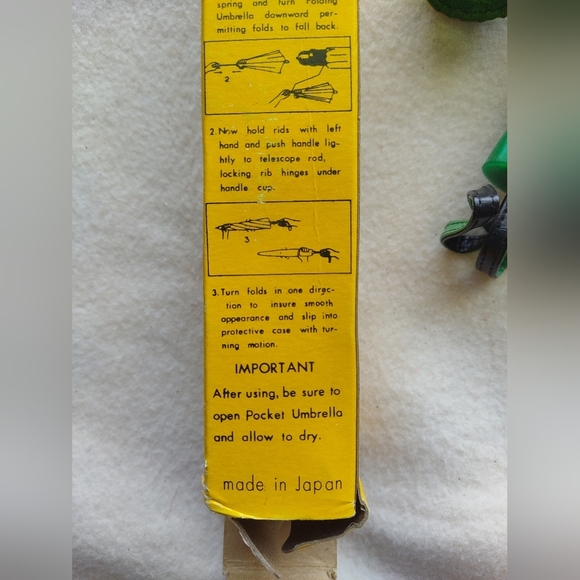 spring and turn Folding
Umbrella downward per-
mitting folds to fall back.
2
2. Now hold rids with left
hand and push handle lig-
htly to telescope rod,
locking rib hinges under
handle cup.
3
3. Turn folds in one direc-
tion to insure smooth
appearance and slip into
protective case with tur-
ning motion.
IMPORTANT
After using, be sure to
open Pocket Umbrella
and allow to dry.
made in Japan